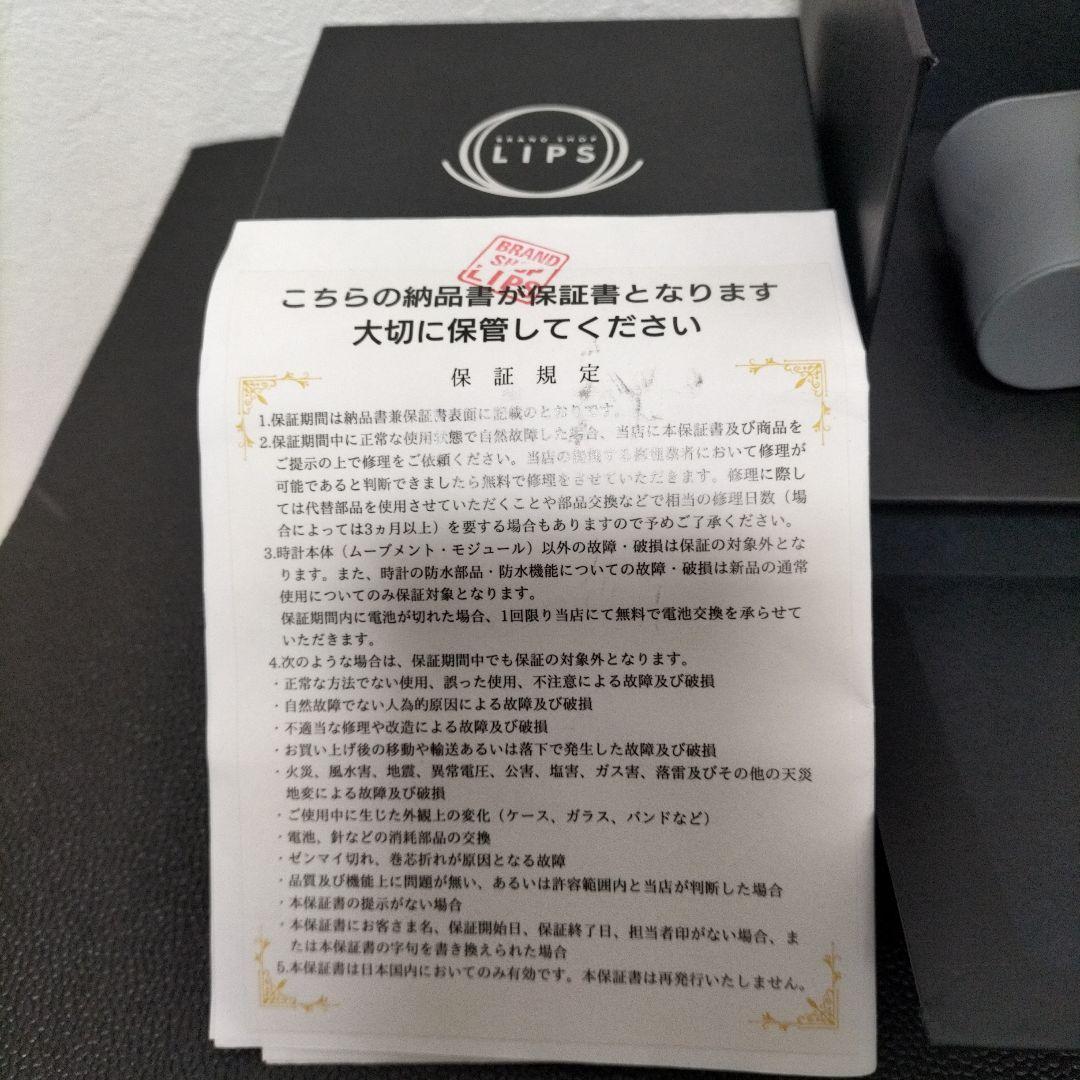 BRAND SHOP
LIPS
BRAND
SHOP
LIPS
こちらの納品書が保証書となります
大切に保管してください
保証規定
1.保証期間は納品書兼保証書表面に記載のとおりです。
2.保証期間中に正常な使用状態で自然故障した場合、当店に本保証書及び商品を
ご提示の上で修理をご依頼ください。当店の提携する修理業者において修理が
可能であると判断できましたら無料で修理をさせていただきます。修理に際し
ては代替部品を使用させていただくことや部品交換などで相当の修理日数（場
合によっては3ヵ月以上）を要する場合もありますので予めご了承ください。
3.時計本体（ムーブメント・モジュール）以外の故障・破損は保証の対象外とな
ります。また、時計の防水部品・防水機能についての故障・破損は新品の通常
使用についてのみ保証対象となります。
保証期間内に電池が切れた場合、1回限り当店にて無料で電池交換を承らせて
いただきます。
4.次のような場合は、保証期間中でも保証の対象外となります。
・正常な方法でない使用、誤った使用、不注意による故障及び破損
・自然故障でない人為的原因による故障及び破損
・不適当な修理や改造による故障及び破損
・お買い上げ後の移動や輸送あるいは落下で発生した故障及び破損
・火災、風水害、地震、異常電圧、公害、塩害、ガス害、落雷及びその他の天災
地変による故障及び破損
・ご使用中に生じた外観上の変化（ケース、ガラス、バンドなど）
・電池、針などの消耗部品の交換
・ゼンマイ切れ、巻芯折れが原因となる故障
・品質及び機能上に問題が無い、あるいは許容範囲内と当店が判断した場合
・本保証書の提示がない場合
・本保証書にお客さま名、保証開始日、保証終了日、担当者印がない場合、ま
たは本保証書の字句を書き換えられた場合
5.本保証書は日本国内においてのみ有効です。本保証書は再発行いたしません。